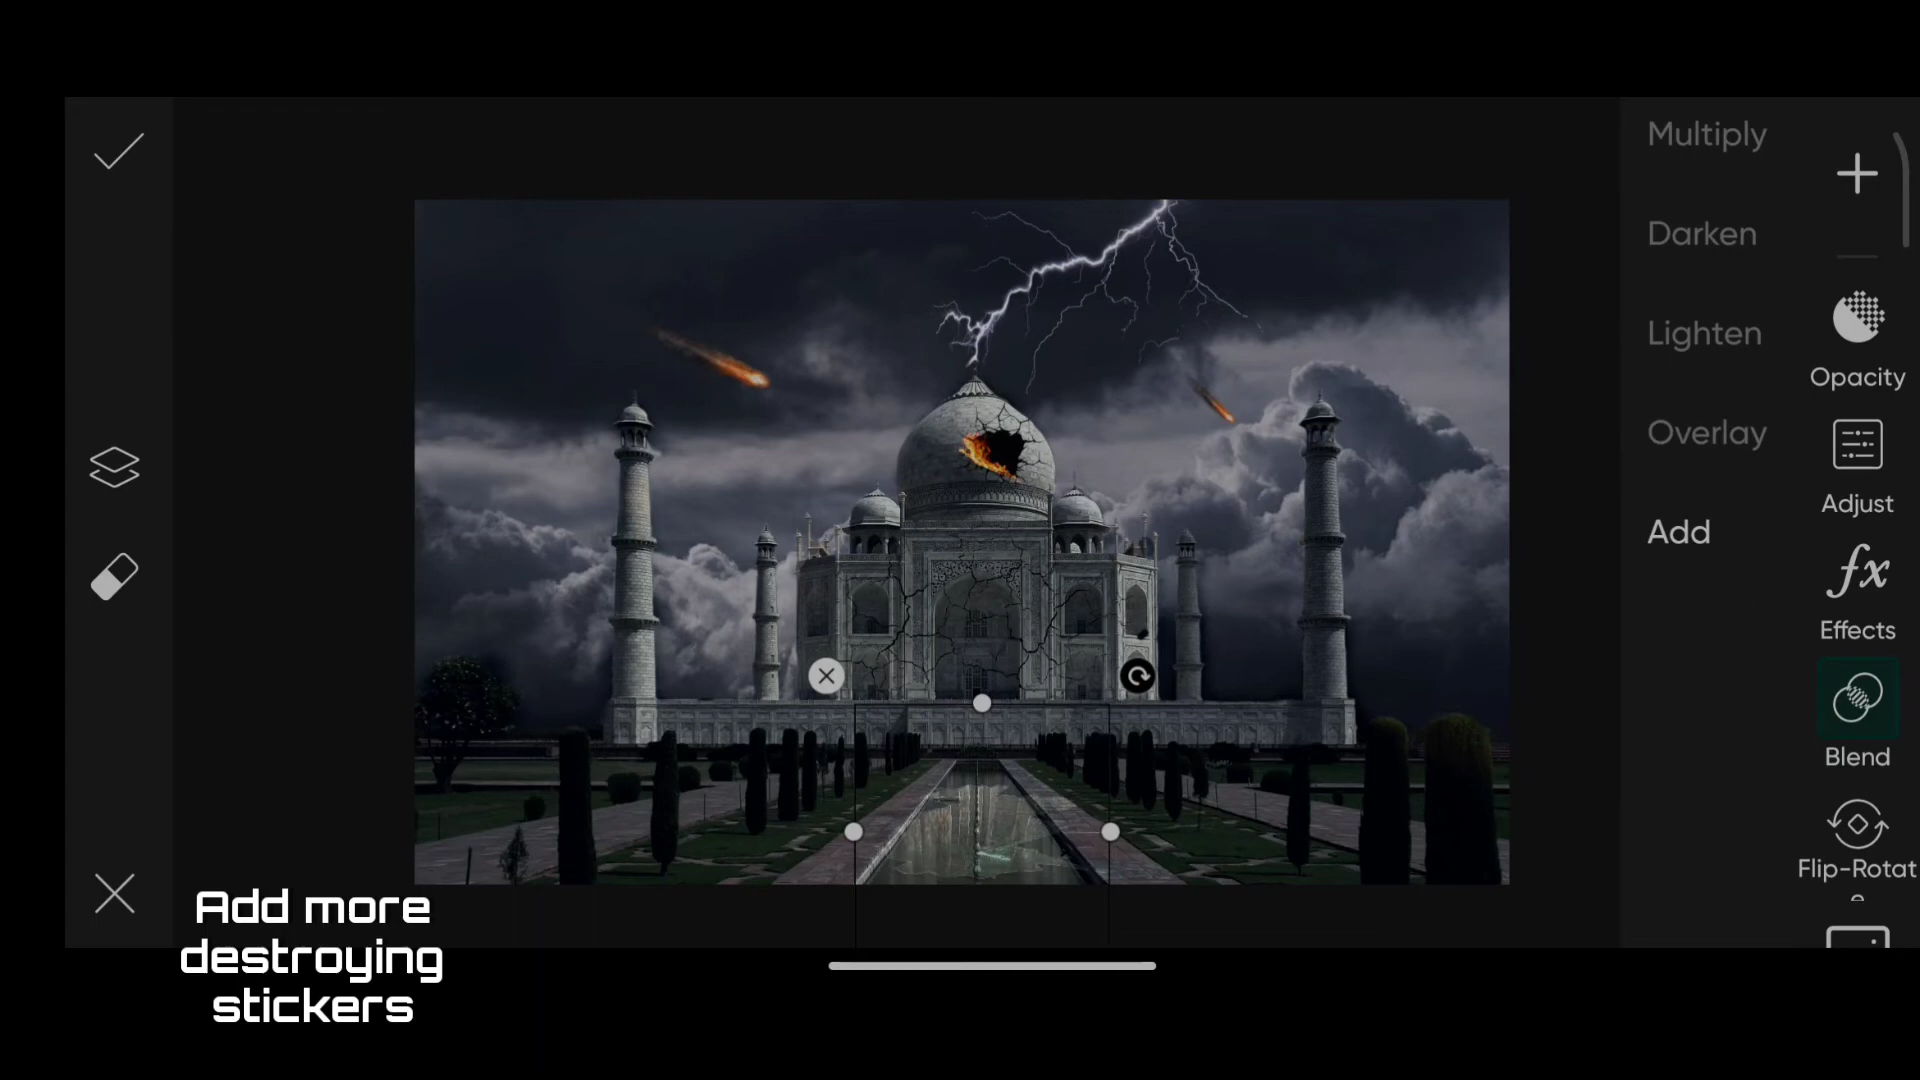 Multiply
Darken
Lighten
Overlay
Add
Opacity
Adjust
fx
Effects
Blend
Flip-Rotat
e
Add more
destroying
stickers